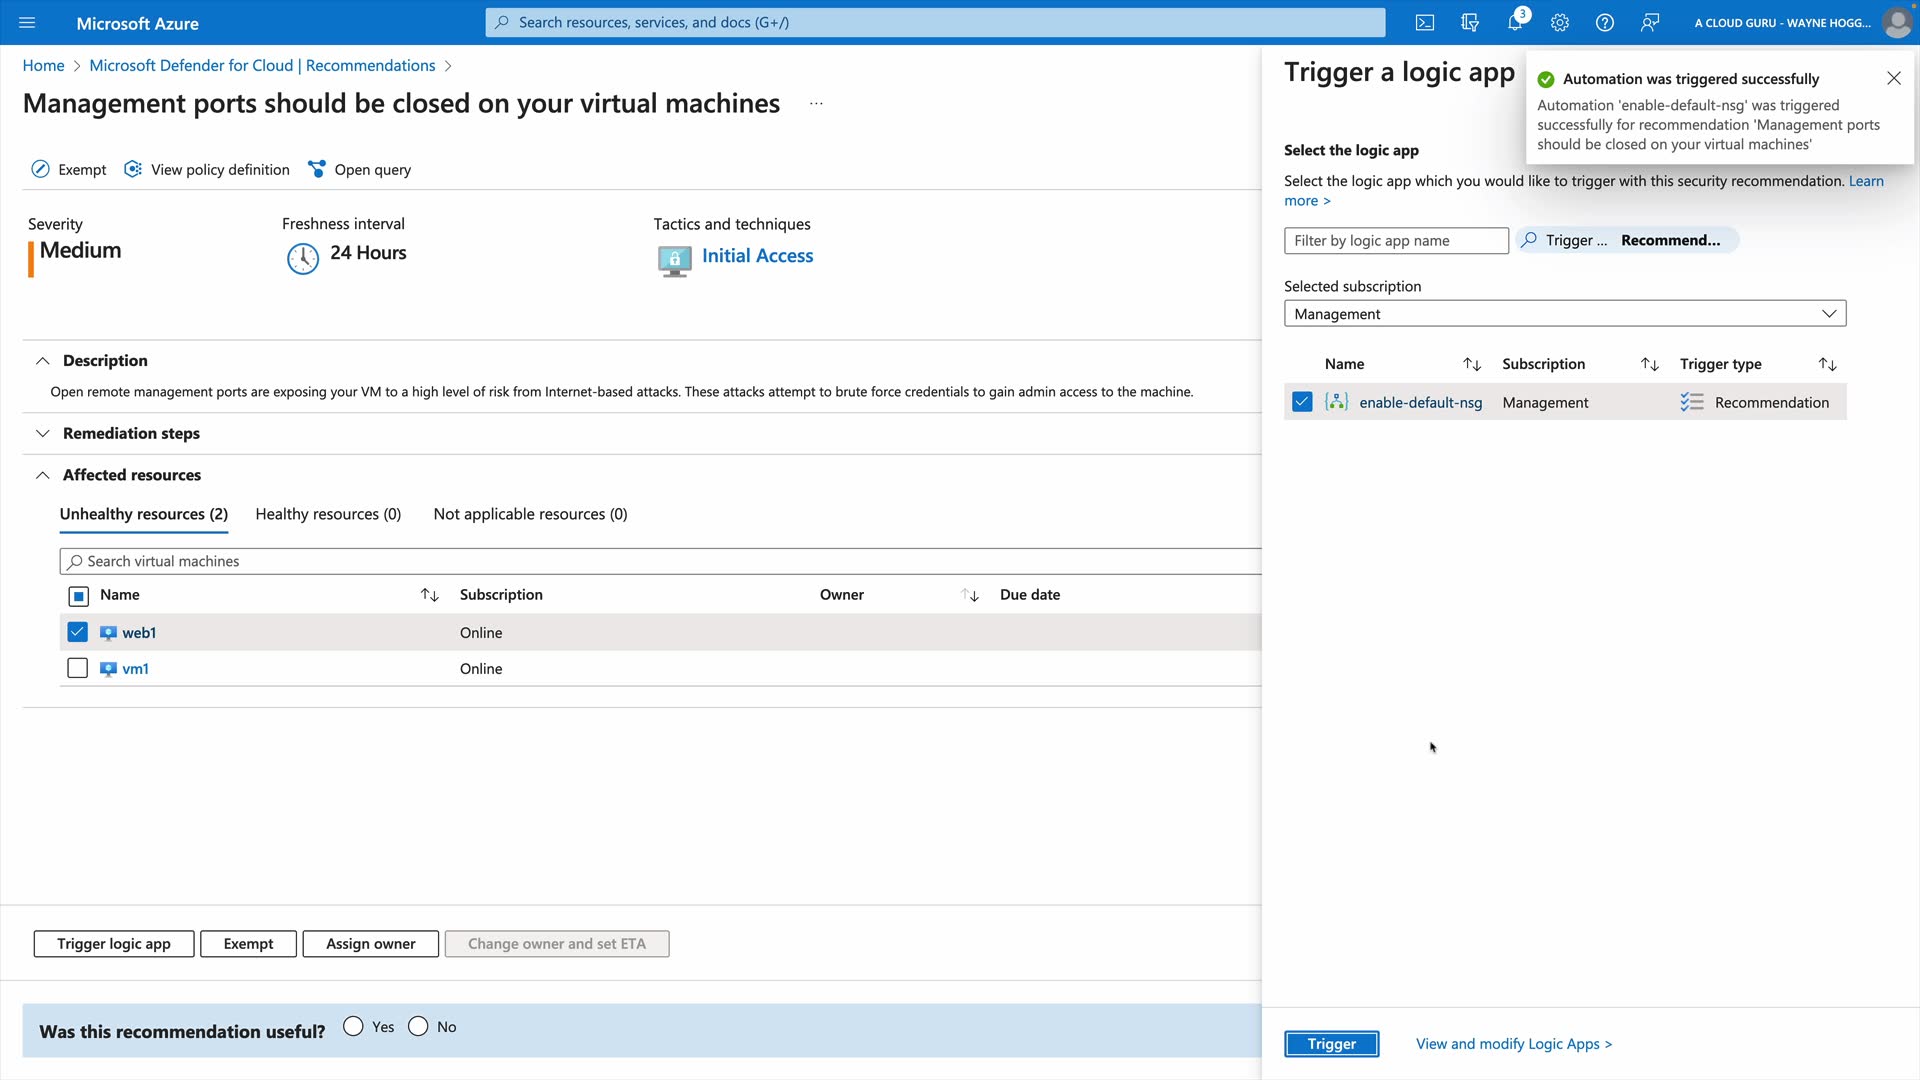 Microsoft Azure
Search resources, services, and docs (G+/)
3
A CLOUD GURU - WAYNE HOGG...
Home > Microsoft Defender for Cloud | Recommendations >
Management ports should be closed on your virtual machines ...
Exempt View policy definition Open query
Severity
Medium
Freshness interval
24 Hours
Tactics and techniques
Initial Access
Description
Open remote management ports are exposing your VM to a high level of risk from Internet-based attacks. These attacks attempt to brute force credentials to gain admin access to the machine.
Remediation steps
Affected resources
Unhealthy resources (2) Healthy resources (0) Not applicable resources (0)
Search virtual machines
Name Subscription Owner Due date
web1 Online
vm1 Online
Trigger logic app Exempt Assign owner Change owner and set ETA
Was this recommendation useful? Yes No
Trigger a logic app
Automation was triggered successfully
Automation 'enable-default-nsg' was triggered
successfully for recommendation 'Management ports
should be closed on your virtual machines'
Select the logic app
Select the logic app which you would like to trigger with this security recommendation. Learn
more >
Filter by logic app name Trigger ... Recommend...
Selected subscription
Management
Name Subscription Trigger type
enable-default-nsg Management Recommendation
Trigger View and modify Logic Apps >